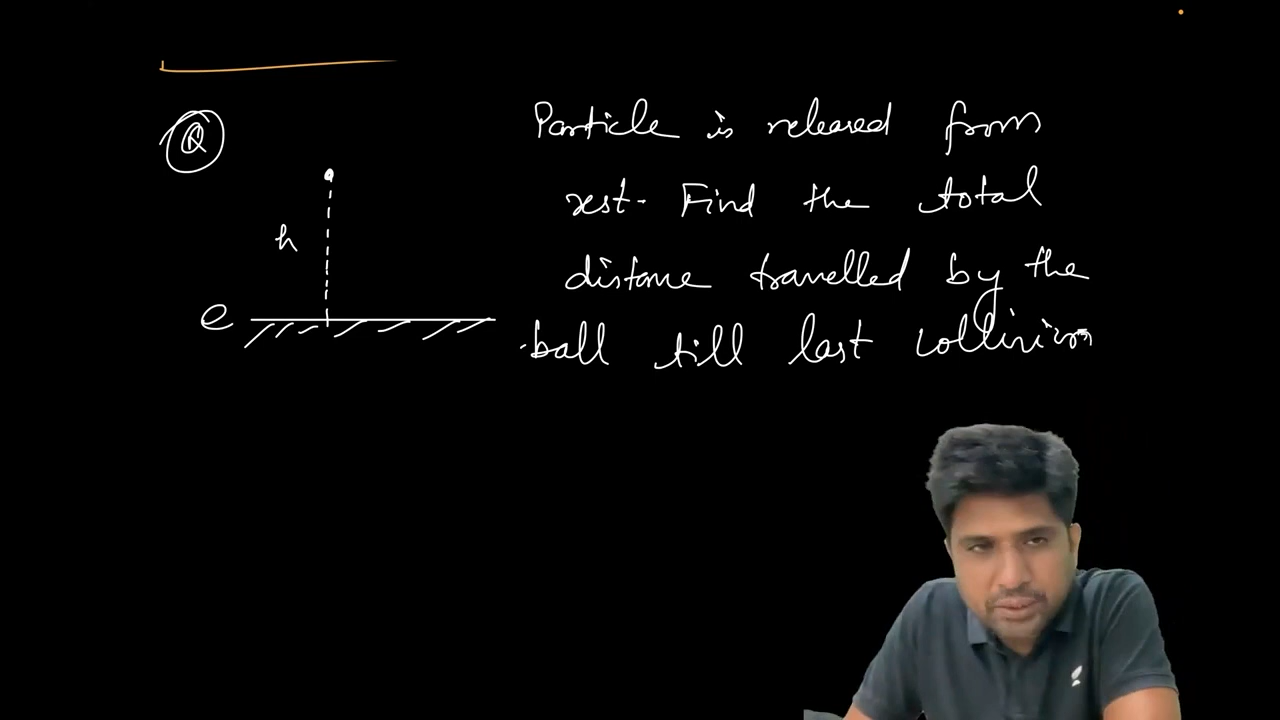 Q
Particle is released from
rest. Find the total
h
distance travelled by the
e
ball till last collision